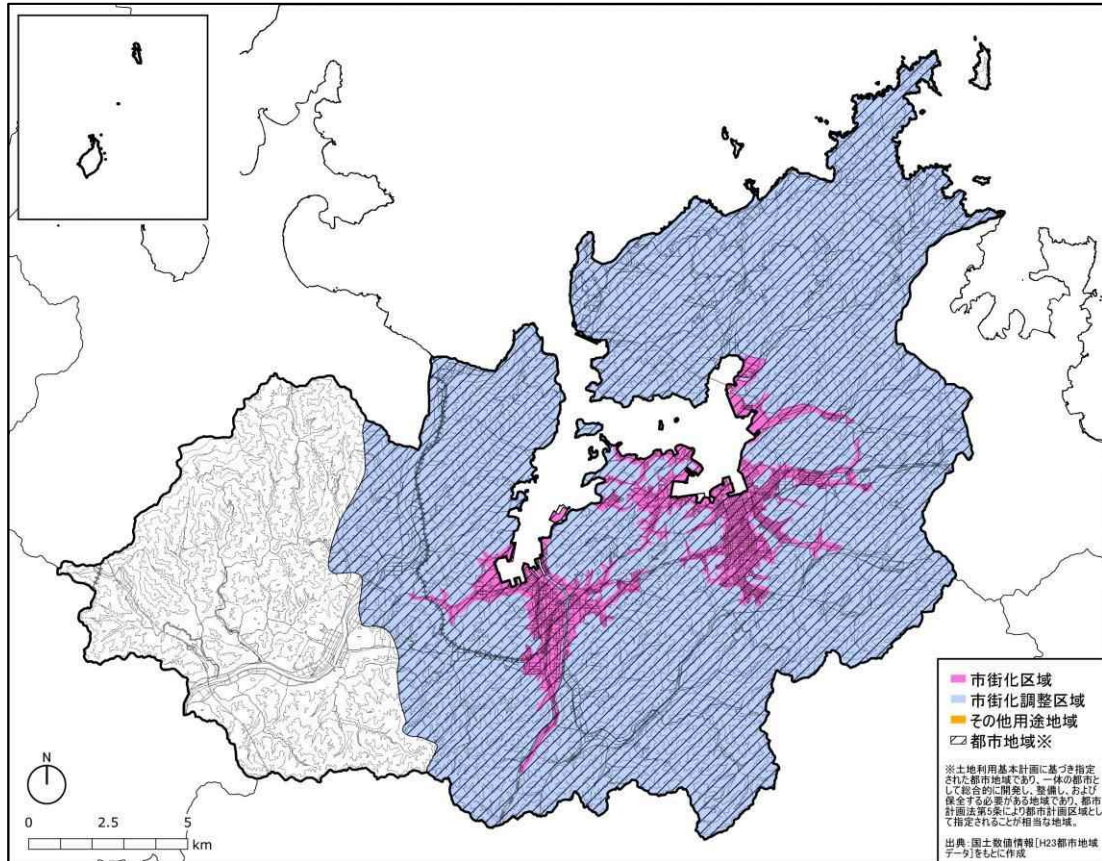 市街化区域
市街化調整区域
その他用途地域
都市地域※
※土地利用基本計画に基づき指定
された都市地域であり、一体の都市と
して総合的に開発し、整備し、および
保全する必要がある地域であり、都市
計画法第5条により都市計画区域とし
て指定されることが相当な地域。
出典:国土数値情報[H23都市地域
データ]をもとに作成
N
0 2.5 5
km